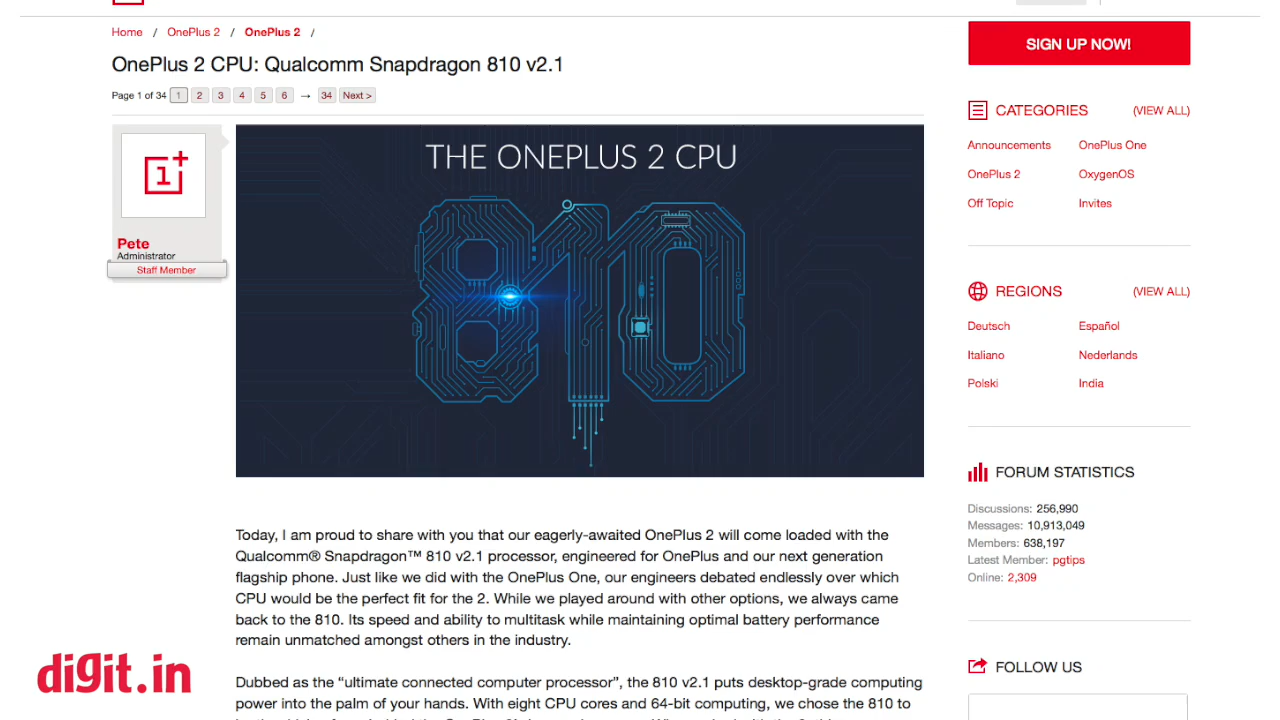 Home / OnePlus 2 / OnePlus 2 /
OnePlus 2 CPU: Qualcomm Snapdragon 810 v2.1
Page 1 of 34 1 2 3 4 5 6 → 34 Next >
1+
Pete
Administrator
Staff Member
THE ONEPLUS 2 CPU
810
Today, I am proud to share with you that our eagerly-awaited OnePlus 2 will come loaded with the
Qualcomm® Snapdragon™ 810 v2.1 processor, engineered for OnePlus and our next generation
flagship phone. Just like we did with the OnePlus One, our engineers debated endlessly over which
CPU would be the perfect fit for the 2. While we played around with other options, we always came
back to the 810. Its speed and ability to multitask while maintaining optimal battery performance
remain unmatched amongst others in the industry.
Dubbed as the “ultimate connected computer processor”, the 810 v2.1 puts desktop-grade computing
power into the palm of your hands. With eight CPU cores and 64-bit computing, we chose the 810 to
SIGN UP NOW!
CATEGORIES (VIEW ALL)
Announcements OnePlus One
OnePlus 2 OxygenOS
Off Topic Invites
REGIONS (VIEW ALL)
Deutsch Español
Italiano Nederlands
Polski India
FORUM STATISTICS
Discussions: 256,990
Messages: 10,913,049
Members: 638,197
Latest Member: pgtips
Online: 2,309
FOLLOW US
digit.in